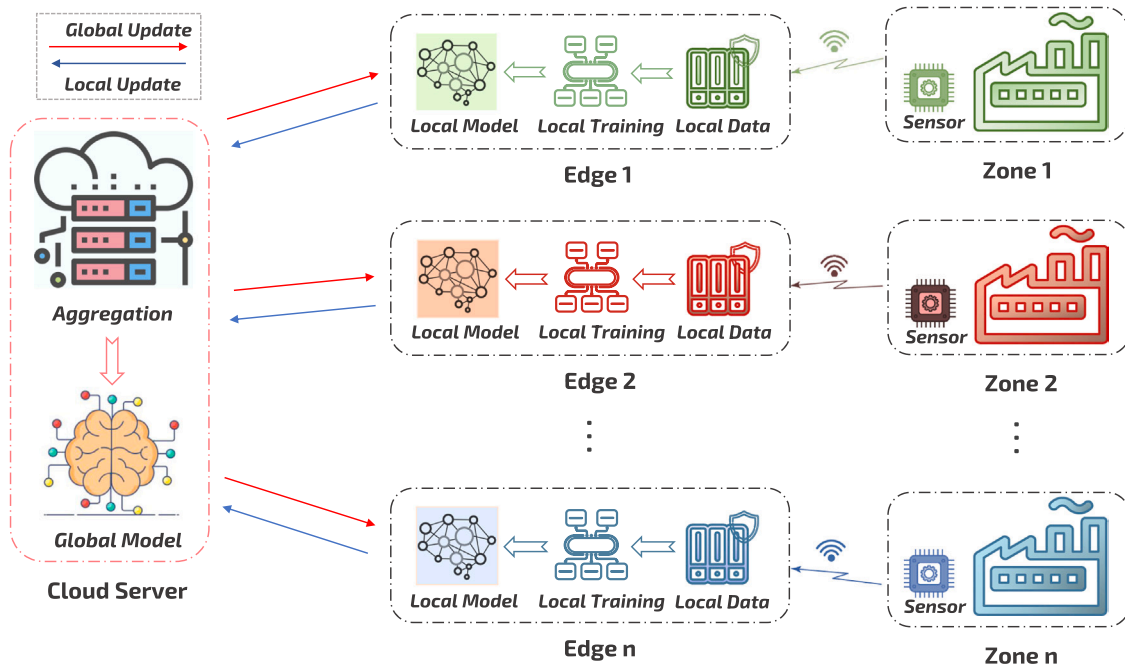 Global Update
Local Update
Aggregation
Global Model
Cloud Server
Local Model Local Training Local Data
Edge 1
Sensor
Zone 1
Local Model Local Training Local Data
Edge 2
Sensor
Zone 2
Local Model Local Training Local Data
Edge n
Sensor
Zone n